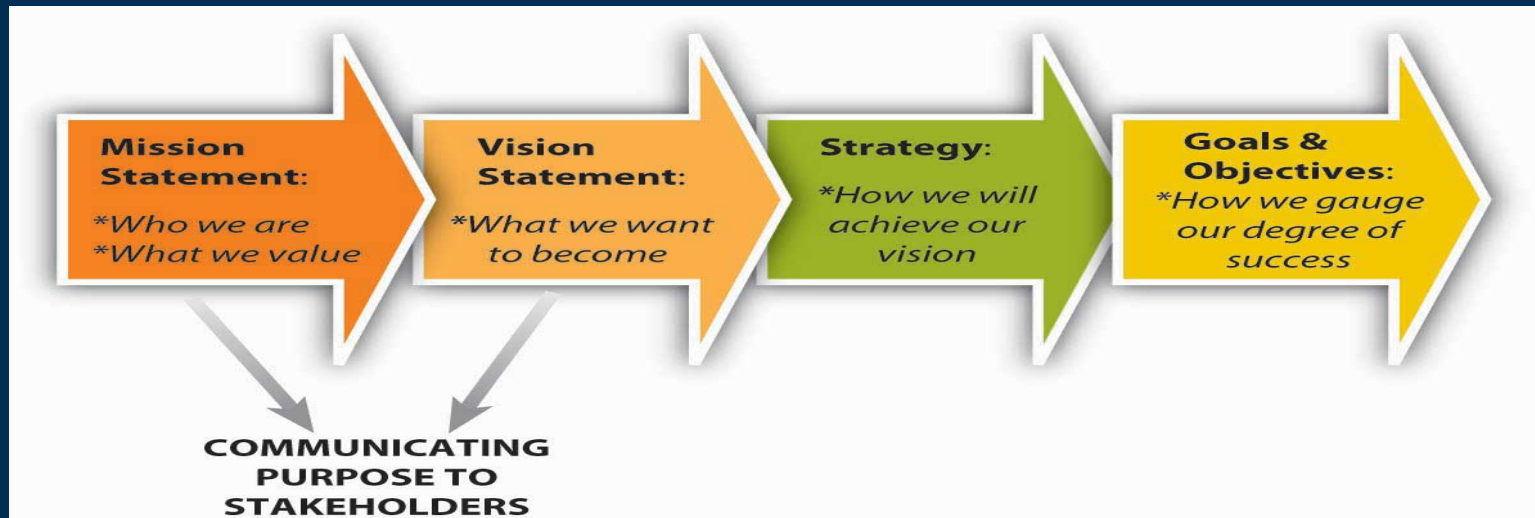 Mission
Statement:
*Who we are
*What we value
Vision
Statement:
*What we want
to become
Strategy:
*How we will
achieve our
vision
Goals &
Objectives:
*How we gauge
our degree of
success
COMMUNICATING
PURPOSE TO
STAKEHOLDERS